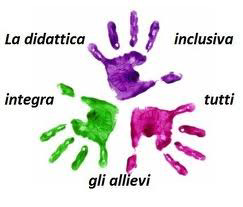 La didattica inclusiva
integra tutti
gli allievi